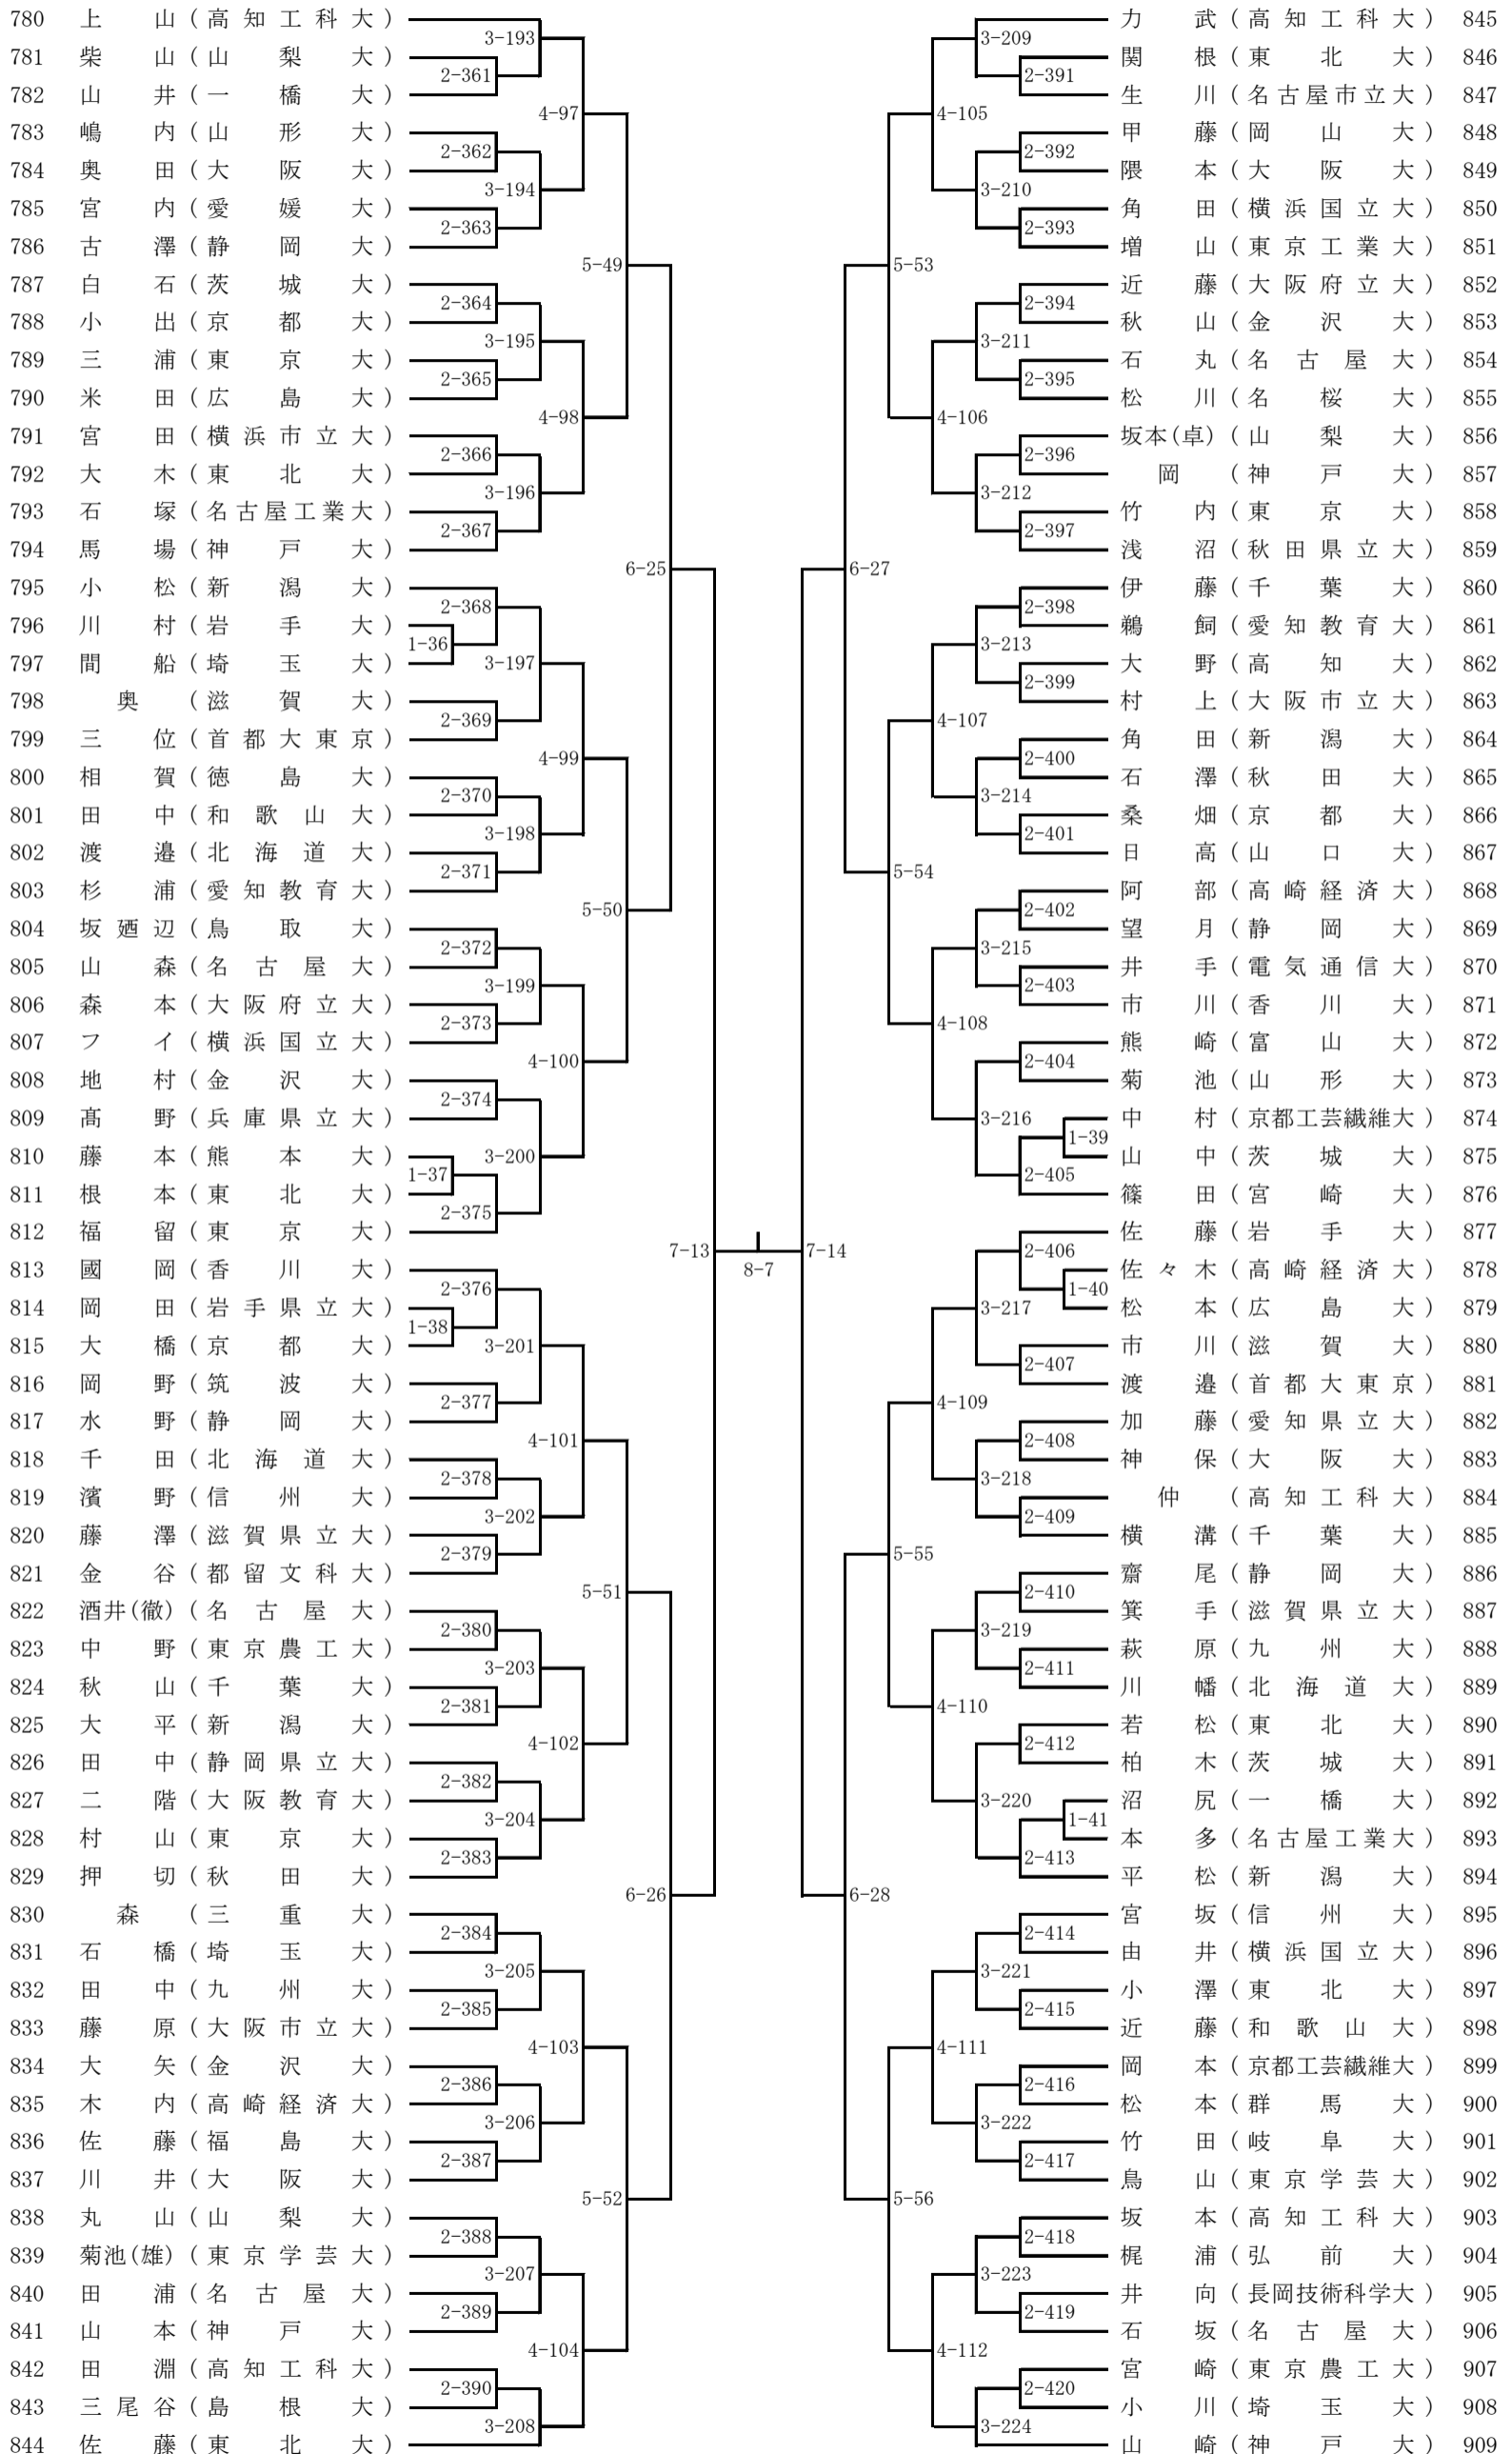 780 上山（高知工科大）
781 柴山（山梨大）
782 山井（一橋大）
783 嶋内（山形大）
784 奥田（大阪大）
785 宮内（愛媛大）
786 古澤（静岡大）
787 白石（茨城大）
788 小出（京都大）
789 三浦（東京大）
790 米田（広島大）
791 宮田（横浜市立大）
792 大木（東北大）
793 石塚（名古屋工業大）
794 馬場（神戸大）
795 小松（新潟大）
796 川村（岩手大）
797 間船（埼玉大）
798 奥（滋賀大）
799 三位（首都大東京）
800 相賀（徳島大）
801 田中（和歌山大）
802 渡邉（北海道大）
803 杉浦（愛知教育大）
804 坂廼辺（鳥取大）
805 山森（名古屋大）
806 森本（大阪府立大）
807 フイ（横浜国立大）
808 地村（金沢大）
809 髙野（兵庫県立大）
810 藤本（熊本大）
811 根本（東北大）
812 福留（東京大）
813 國岡（香川大）
814 岡田（岩手県立大）
815 大橋（京都大）
816 岡野（筑波大）
817 水野（静岡大）
818 千田（北海道大）
819 濱野（信州大）
820 藤澤（滋賀県立大）
821 金谷（都留文科大）
822 酒井(徹)（名古屋大）
823 中野（東京農工大）
824 秋山（千葉大）
825 大平（新潟大）
826 田中（静岡県立大）
827 二階（大阪教育大）
828 村山（東京大）
829 押切（秋田大）
830 森（三重大）
831 石橋（埼玉大）
832 田中（九州大）
833 藤原（大阪市立大）
834 大矢（金沢大）
835 木内（高崎経済大）
836 佐藤（福島大）
837 川井（大阪大）
838 丸山（山梨大）
839 菊池(雄)（東京学芸大）
840 田浦（名古屋大）
841 山本（神戸大）
842 田淵（高知工科大）
843 三尾谷（島根大）
844 佐藤（東北大）
1-36
1-37
1-38
2-361
2-362
2-363
2-364
2-365
2-366
2-367
2-368
2-369
2-370
2-371
2-372
2-373
2-374
2-375
2-376
2-377
2-378
2-379
2-380
2-381
2-382
2-383
2-384
2-385
2-386
2-387
2-388
2-389
2-390
3-193
3-194
3-195
3-196
3-197
3-198
3-199
3-200
3-201
3-202
3-203
3-204
3-205
3-206
3-207
3-208
4-97
4-98
4-99
4-100
4-101
4-102
4-103
4-104
5-49
5-50
5-51
5-52
6-25
6-26
7-13
8-7
7-14
6-27
6-28
5-53
5-54
5-55
5-56
4-105
4-106
4-107
4-108
4-109
4-110
4-111
4-112
3-209
3-210
3-211
3-212
3-213
3-214
3-215
3-216
3-217
3-218
3-219
3-220
3-221
3-222
3-223
3-224
2-391
2-392
2-393
2-394
2-395
2-396
2-397
2-398
2-399
2-400
2-401
2-402
2-403
2-404
2-405
2-406
2-407
2-408
2-409
2-410
2-411
2-412
2-413
2-414
2-415
2-416
2-417
2-418
2-419
2-420
1-39
1-40
1-41
力武（高知工科大）845
関根（東北大）846
生川（名古屋市立大）847
甲藤（岡山大）848
隈本（大阪大）849
角田（横浜国立大）850
増山（東京工業大）851
近藤（大阪府立大）852
秋山（金沢大）853
石丸（名古屋大）854
松川（名桜大）855
坂本(卓)（山梨大）856
岡（神戸大）857
竹内（東京大）858
浅沼（秋田県立大）859
伊藤（千葉大）860
鵜飼（愛知教育大）861
大野（高知大）862
村上（大阪市立大）863
角田（新潟大）864
石澤（秋田大）865
桑畑（京都大）866
日高（山口大）867
阿部（高崎経済大）868
望月（静岡大）869
井手（電気通信大）870
市川（香川大）871
熊崎（富山大）872
菊池（山形大）873
中村（京都工芸繊維大）874
山中（茨城大）875
篠田（宮崎大）876
佐藤（岩手大）877
佐々木（高崎経済大）878
松本（広島大）879
市川（滋賀大）880
渡邉（首都大東京）881
加藤（愛知県立大）882
神保（大阪大）883
仲（高知工科大）884
横溝（千葉大）885
齋尾（静岡大）886
箕手（滋賀県立大）887
萩原（九州大）888
川幡（北海道大）889
若松（東北大）890
柏木（茨城大）891
沼尻（一橋大）892
本多（名古屋工業大）893
平松（新潟大）894
宮坂（信州大）895
由井（横浜国立大）896
小澤（東北大）897
近藤（和歌山大）898
岡本（京都工芸繊維大）899
松本（群馬大）900
竹田（岐阜大）901
鳥山（東京学芸大）902
坂本（高知工科大）903
梶浦（弘前大）904
井向（長岡技術科学大）905
石坂（名古屋大）906
宮崎（東京農工大）907
小川（埼玉大）908
山崎（神戸大）909